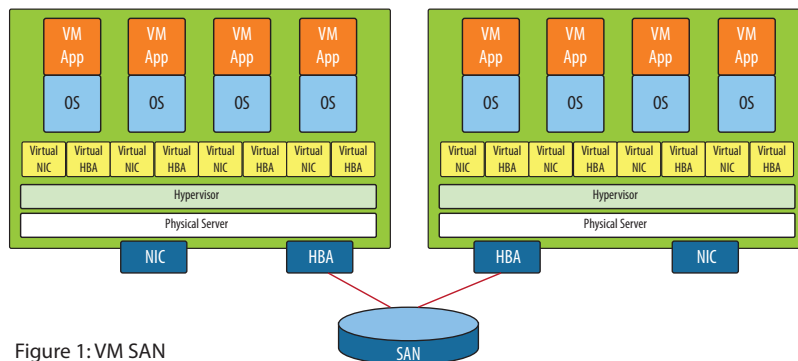 VM App VM App VM App VM App
OS OS OS OS
Virtual NIC Virtual HBA Virtual NIC Virtual HBA Virtual NIC Virtual HBA Virtual NIC Virtual HBA
Hypervisor
Physical Server
NIC HBA
VM App VM App VM App VM App
OS OS OS OS
Virtual NIC Virtual HBA Virtual NIC Virtual HBA Virtual NIC Virtual HBA Virtual NIC Virtual HBA
Hypervisor
Physical Server
HBA NIC
SAN
Figure 1: VM SAN